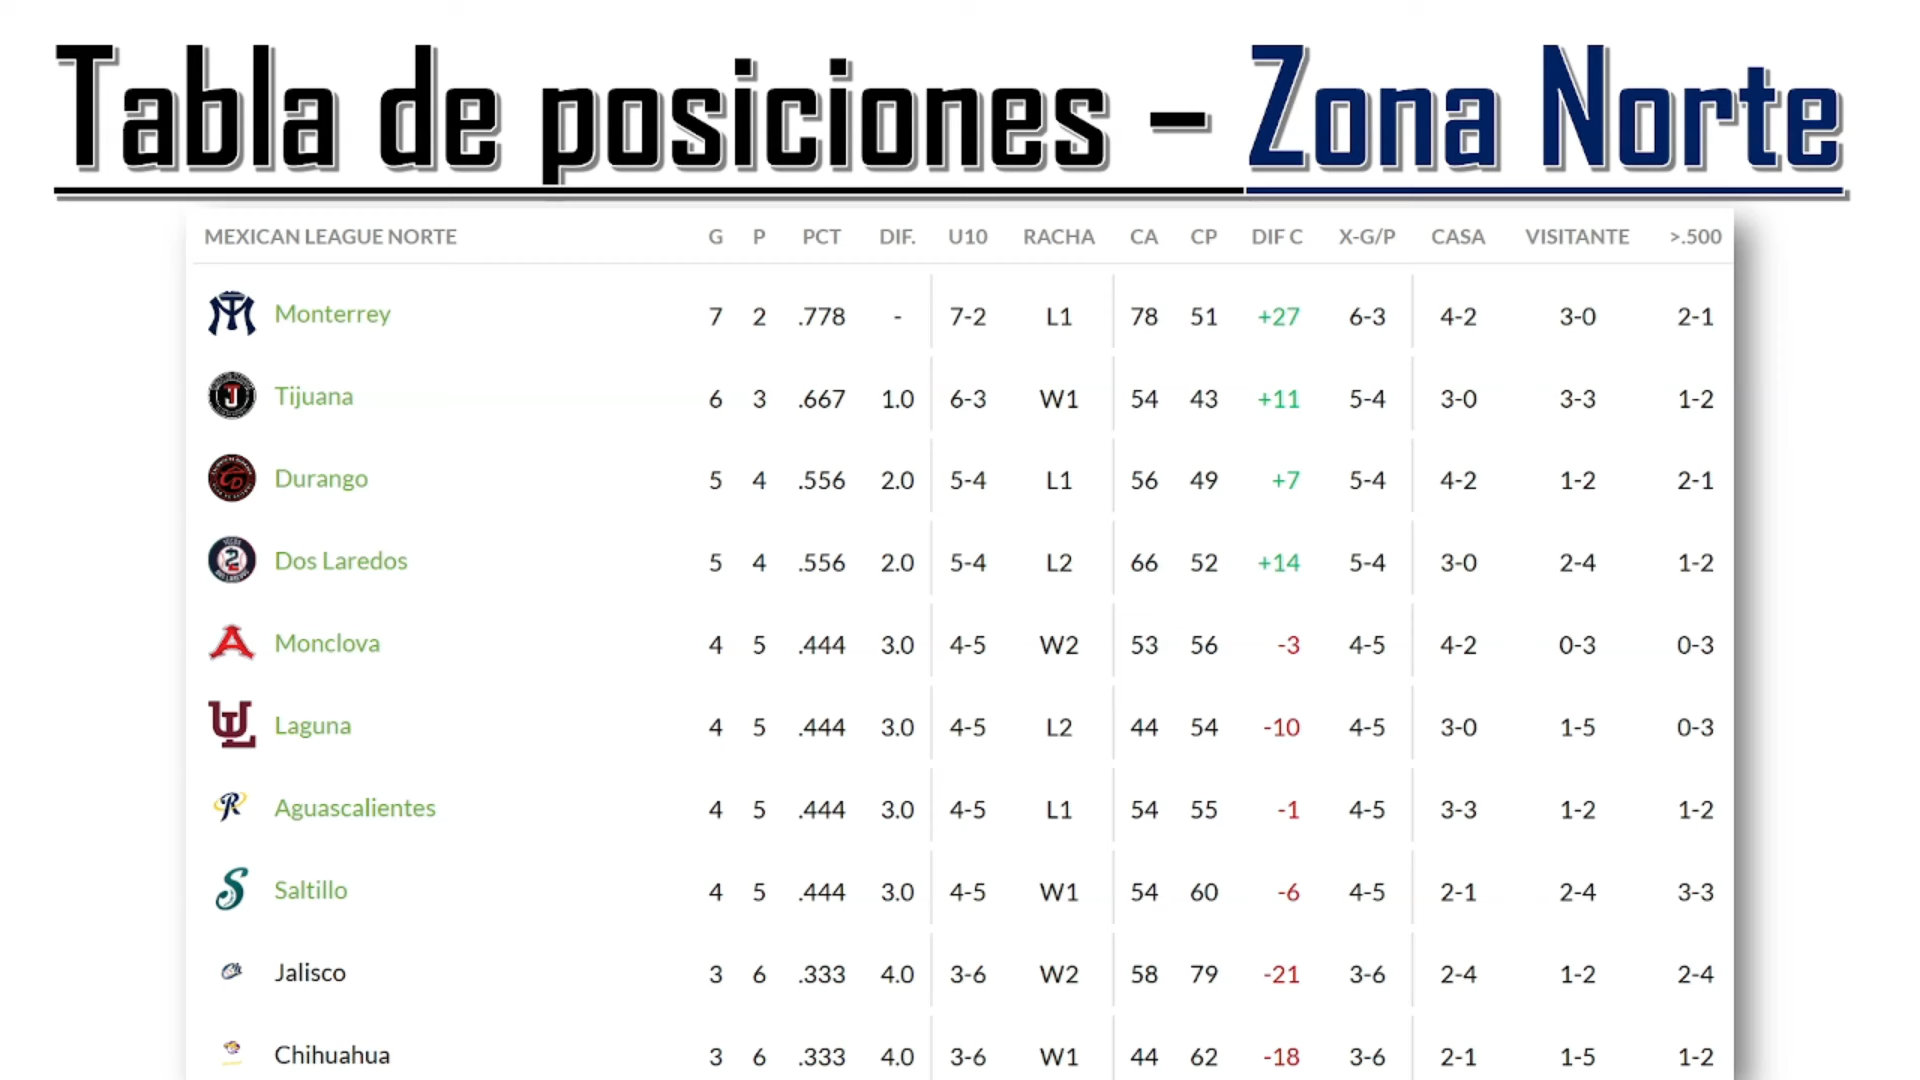 Tabla de posiciones – Zona Norte
MEXICAN LEAGUE NORTE G P PCT DIF. U10 RACHA CA CP DIF C X-G/P CASA VISITANTE >.500
Monterrey 7 2 .778 - 7-2 L1 78 51 +27 6-3 4-2 3-0 2-1
Tijuana 6 3 .667 1.0 6-3 W1 54 43 +11 5-4 3-0 3-3 1-2
Durango 5 4 .556 2.0 5-4 L1 56 49 +7 5-4 4-2 1-2 2-1
Dos Laredos 5 4 .556 2.0 5-4 L2 66 52 +14 5-4 3-0 2-4 1-2
Monclova 4 5 .444 3.0 4-5 W2 53 56 -3 4-5 4-2 0-3 0-3
Laguna 4 5 .444 3.0 4-5 L2 44 54 -10 4-5 3-0 1-5 0-3
Aguascalientes 4 5 .444 3.0 4-5 L1 54 55 -1 4-5 3-3 1-2 1-2
Saltillo 4 5 .444 3.0 4-5 W1 54 60 -6 4-5 2-1 2-4 3-3
Jalisco 3 6 .333 4.0 3-6 W2 58 79 -21 3-6 2-4 1-2 2-4
Chihuahua 3 6 .333 4.0 3-6 W1 44 62 -18 3-6 2-1 1-5 1-2